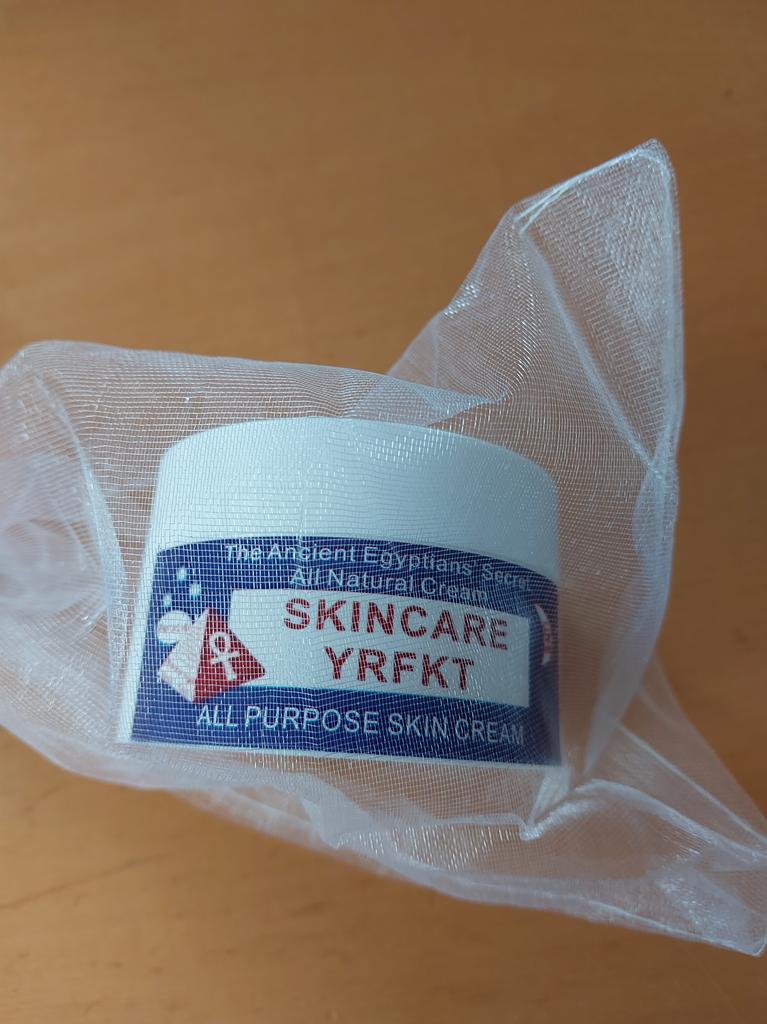 The Ancient Egyptians' Secret
All Natural Cream
SKINCARE
YRFKT
ALL PURPOSE SKIN CREAM